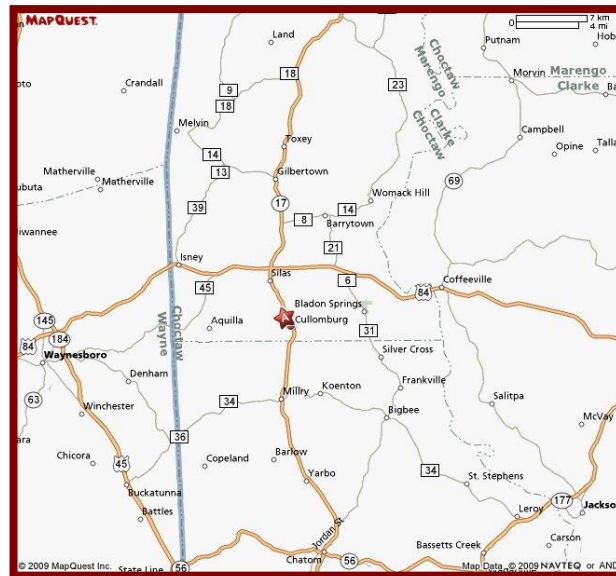 MAPQUEST.
7 km
0
4 mi
Land
Putnam
Choctaw
Marengo
Crandall
18
9
23
Morvin
Marengo
Clarke
18
Clarke
Choctaw
Melvin
Toxey
Campbell
Opine
14
Matherville
13
Gilbertown
Matherville
69
Womack Hill
39
17
14
8
Barrytown
21
Isney
Silas
6
Coffeeville
45
84
Bladon Springs
145
Choctaw
Wayne
Aquilla
A
Cullomburg
31
184
84
Waynesboro
Silver Cross
Denham
Frankville
Millry
Koenton
63
34
Salitpa
Winchester
Bigbee
McVay
36
Chicora
45
Copeland
Barlow
34
Yarbo
St. Stephens
Buckatunna
177
Jackson
Battles
Leroy
Jordan St
Carson
Chatom
Bassetts Creek
State Line
56
56
© 2009 MapQuest Inc.
Map Data © 2009 NAVTEQ or